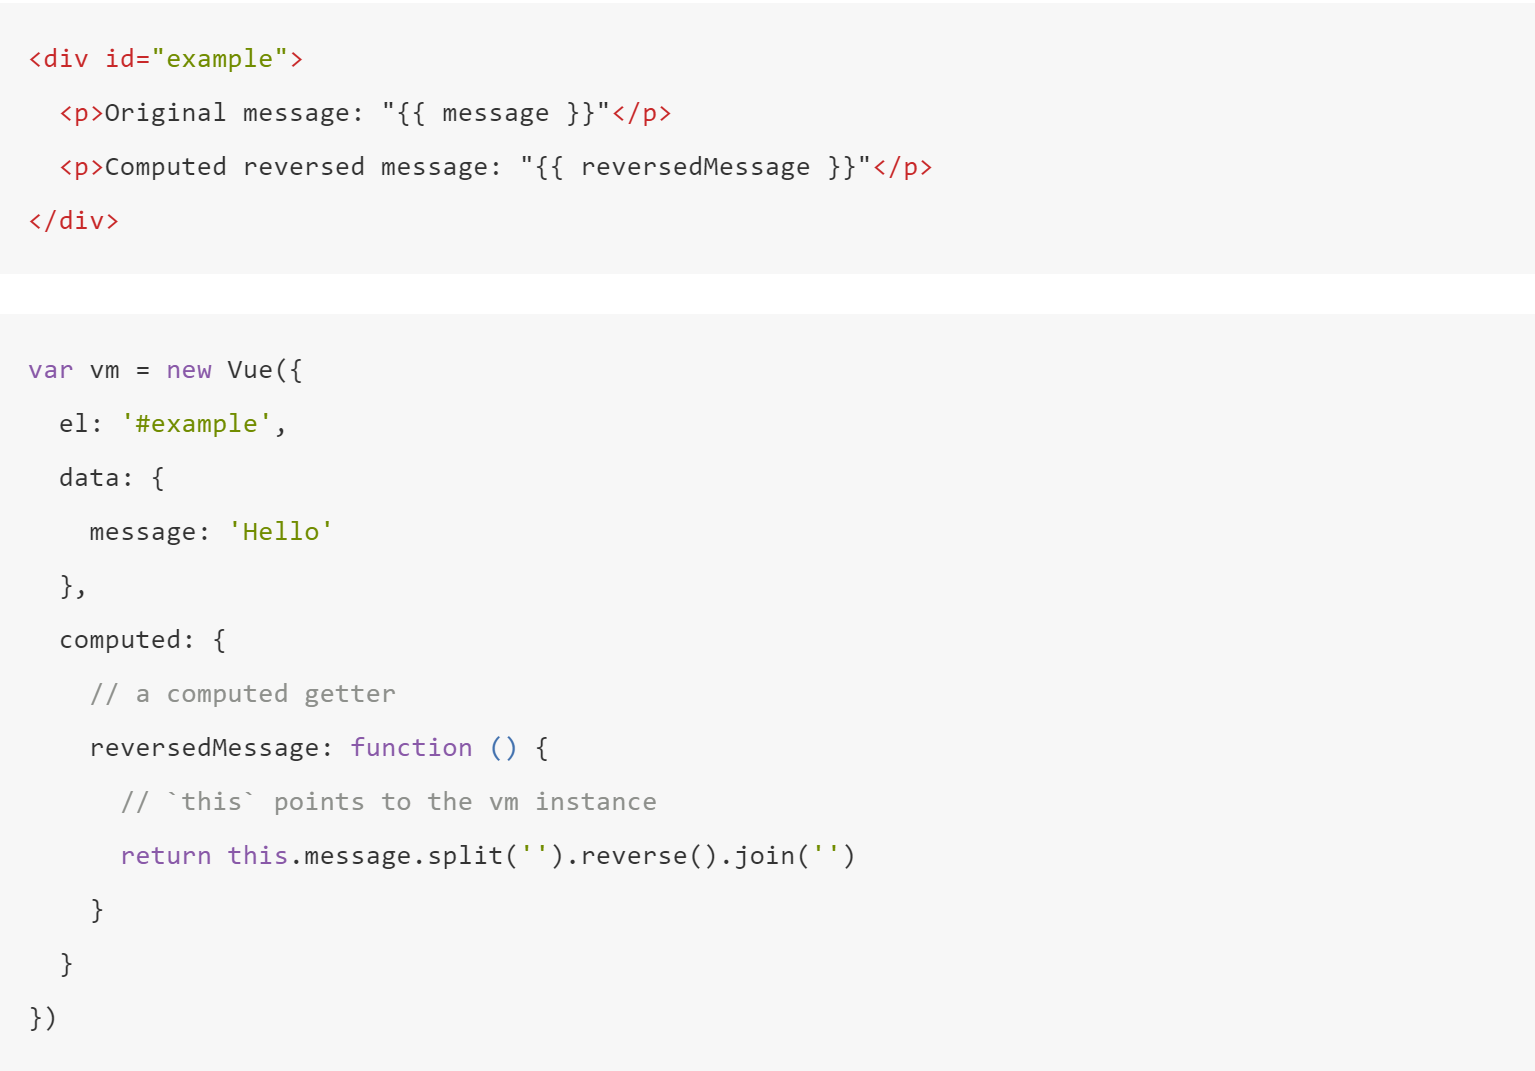 <div id="example">
  <p>Original message: "{{ message }}"</p>
  <p>Computed reversed message: "{{ reversedMessage }}"</p>
</div>
var vm = new Vue({
  el: '#example',
  data: {
    message: 'Hello'
  },
  computed: {
    // a computed getter
    reversedMessage: function () {
      // `this` points to the vm instance
      return this.message.split('').reverse().join('')
    }
  }
})